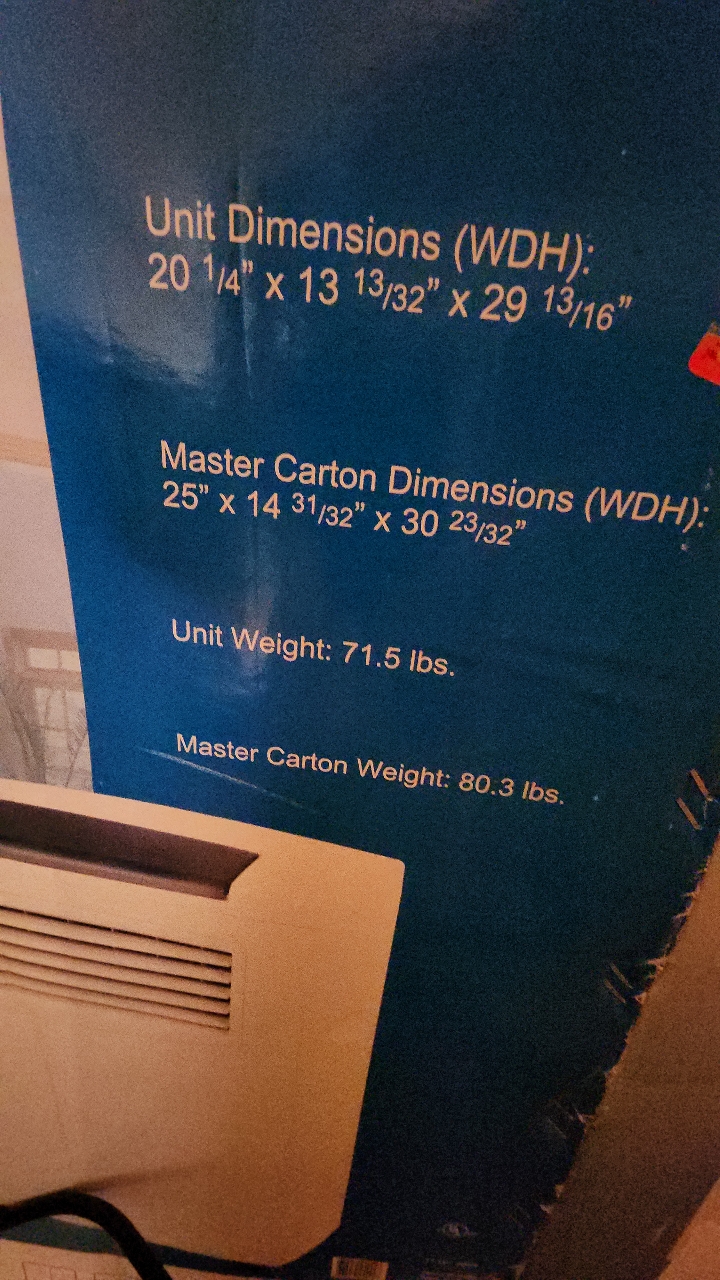 Unit Dimensions (WDH):
20 1/4" x 13 13/32" x 29 13/16"
Master Carton Dimensions (WDH):
25" x 14 31/32" x 30 23/32"
Unit Weight: 71.5 lbs.
Master Carton Weight: 80.3 lbs.